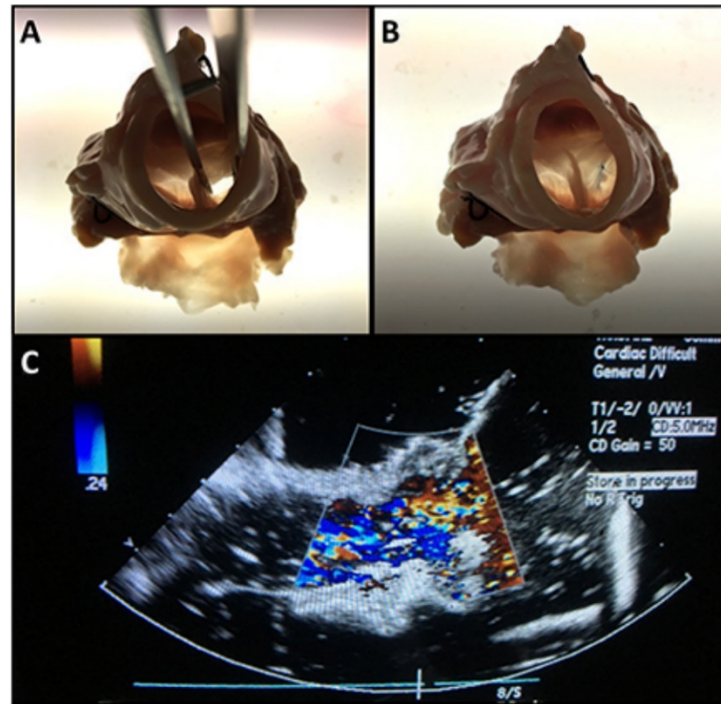 A
B
C
Cardiac Difficult
General /V
T1/-2/ 0/VV:1
1/2 CD:5.0MHz
CD Gain = 50
Store in progress
No R Trig
.24
V
8/S